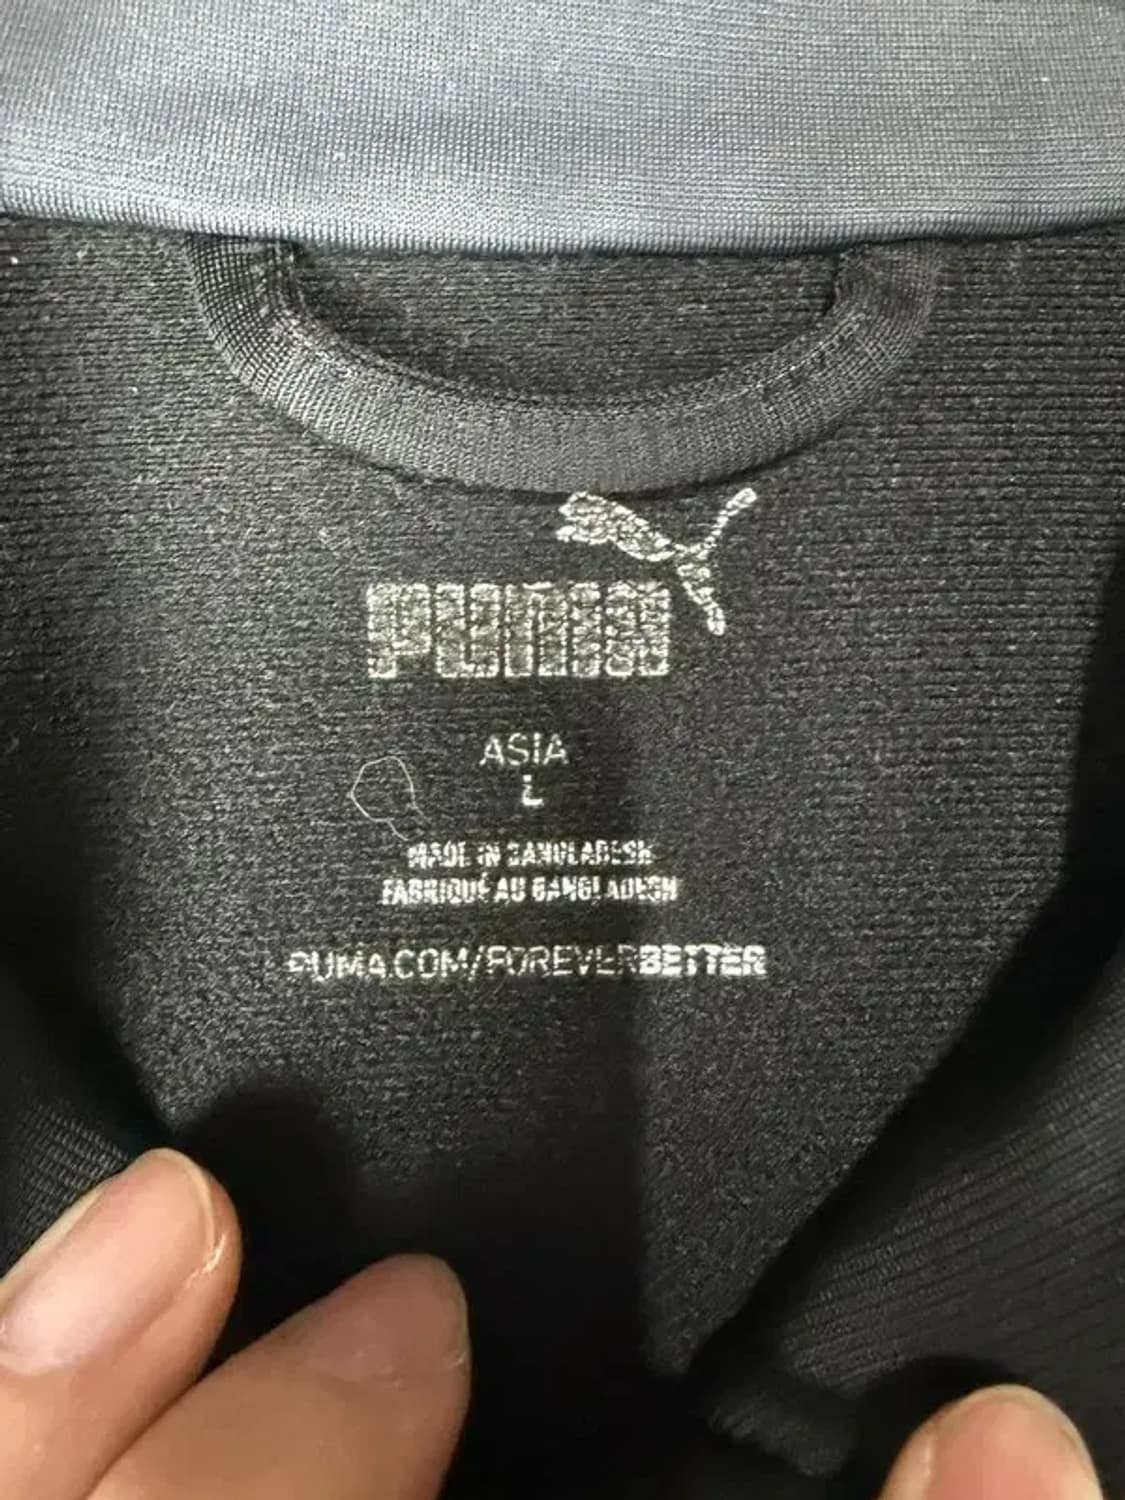 PUMA
ASIA
L
MADE IN BANGLADESH
FABRIQUÉ AU BANGLADESH
PUMA.COM/FOREVERBETTER